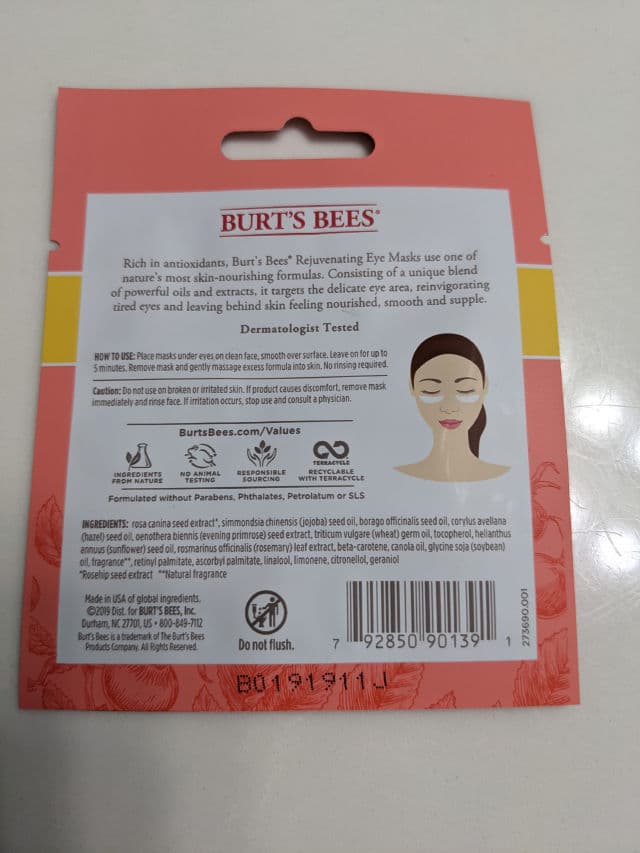 BURT'S BEES®
Rich in antioxidants, Burt's Bees® Rejuvenating Eye Masks use one of
nature's most skin-nourishing formulas. Consisting of a unique blend
of powerful oils and extracts, it targets the delicate eye area, reinvigorating
tired eyes and leaving behind skin feeling nourished, smooth and supple.
Dermatologist Tested
HOW TO USE: Place masks under eyes on clean face, smooth over surface. Leave on for up to
5 minutes. Remove mask and gently massage excess formula into skin. No rinsing required.
Caution: Do not use on broken or irritated skin. If product causes discomfort, remove mask
immediately and rinse face. If irritation occurs, stop use and consult a physician.
BurtsBees.com/Values
INGREDIENTS
FROM NATURE
NO ANIMAL
TESTING
RESPONSIBLE
SOURCING
TERRACYCLE
RECYCLABLE
WITH TERRACYCLE
Formulated without Parabens, Phthalates, Petrolatum or SLS
INGREDIENTS: rosa canina seed extract*, simmondsia chinensis (jojoba) seed oil, borago officinalis seed oil, corylus avellana
(hazel) seed oil, oenothera biennis (evening primrose) seed extract, triticum vulgare (wheat) germ oil, tocopherol, helianthus
annuus (sunflower) seed oil, rosmarinus officinalis (rosemary) leaf extract, beta-carotene, canola oil, glycine soja (soybean)
oil, fragrance**, retinyl palmitate, ascorbyl palmitate, linalool, limonene, citronellol, geraniol
*Rosehip seed extract **Natural fragrance
Made in USA of global ingredients.
©2019 Dist. for BURT'S BEES, Inc.
Durham, NC 27701, US • 800-849-7112
Burt's Bees is a trademark of The Burt's Bees
Products Company. All Rights Reserved.
Do not flush.
7 92850 90139 1
273690.001
B0191911J